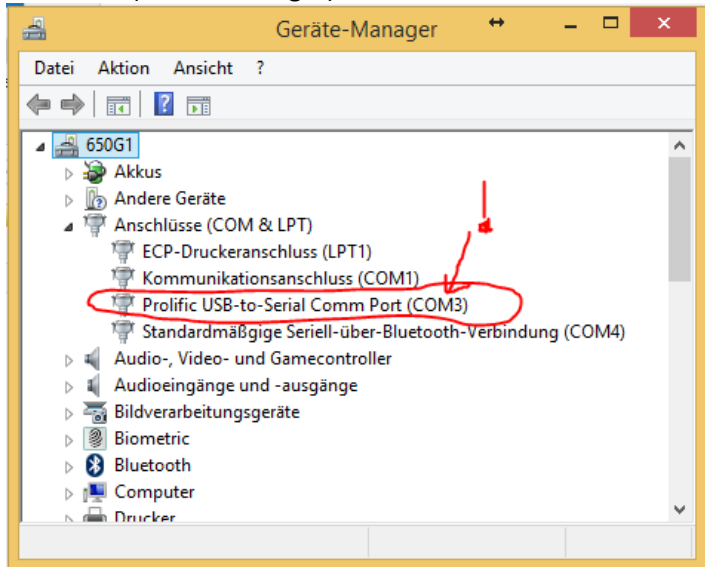 Geräte-Manager
Datei Aktion Ansicht ?
650G1
Akkus
Andere Geräte
Anschlüsse (COM & LPT)
ECP-Druckeranschluss (LPT1)
Kommunikationsanschluss (COM1)
Prolific USB-to-Serial Comm Port (COM3)
Standardmäßgige Seriell-über-Bluetooth-Verbindung (COM4)
Audio-, Video- und Gamecontroller
Audioeingänge und -ausgänge
Bildverarbeitungsgeräte
Biometric
Bluetooth
Computer
Drucker